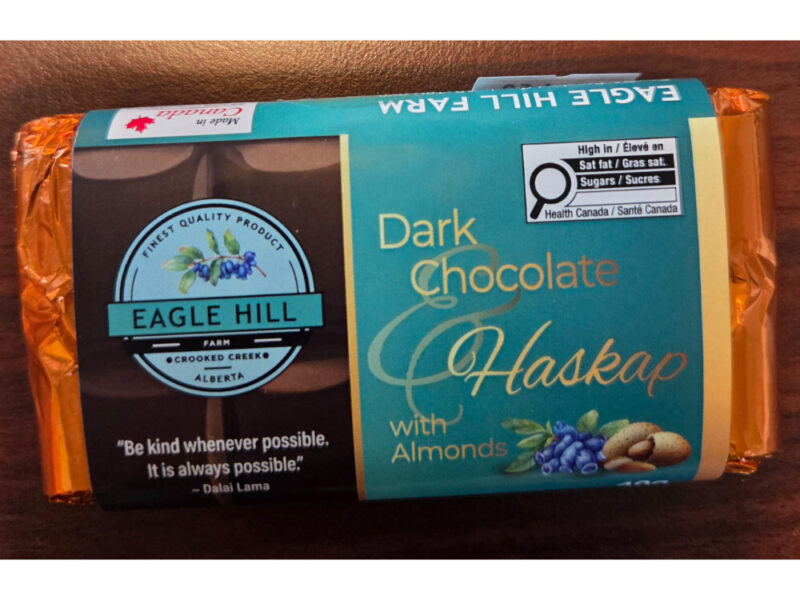 Made in
Canada
EAGLE HILL FARM
High in / Élevé en
Sat fat / Gras sat.
Sugars / Sucres
Health Canada / Santé Canada
FINEST QUALITY PRODUCT
EAGLE HILL
FARM
CROOKED CREEK
ALBERTA
"Be kind whenever possible.
It is always possible."
~ Dalai Lama
Dark
Chocolate
&
Haskap
with
Almonds